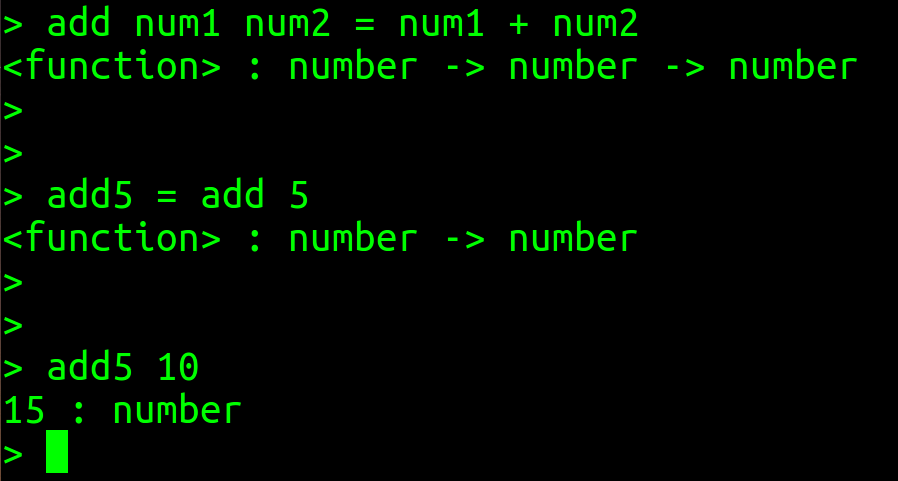 > add num1 num2 = num1 + num2
<function> : number -> number -> number
>
>
> add5 = add 5
<function> : number -> number
>
>
> add5 10
15 : number
>